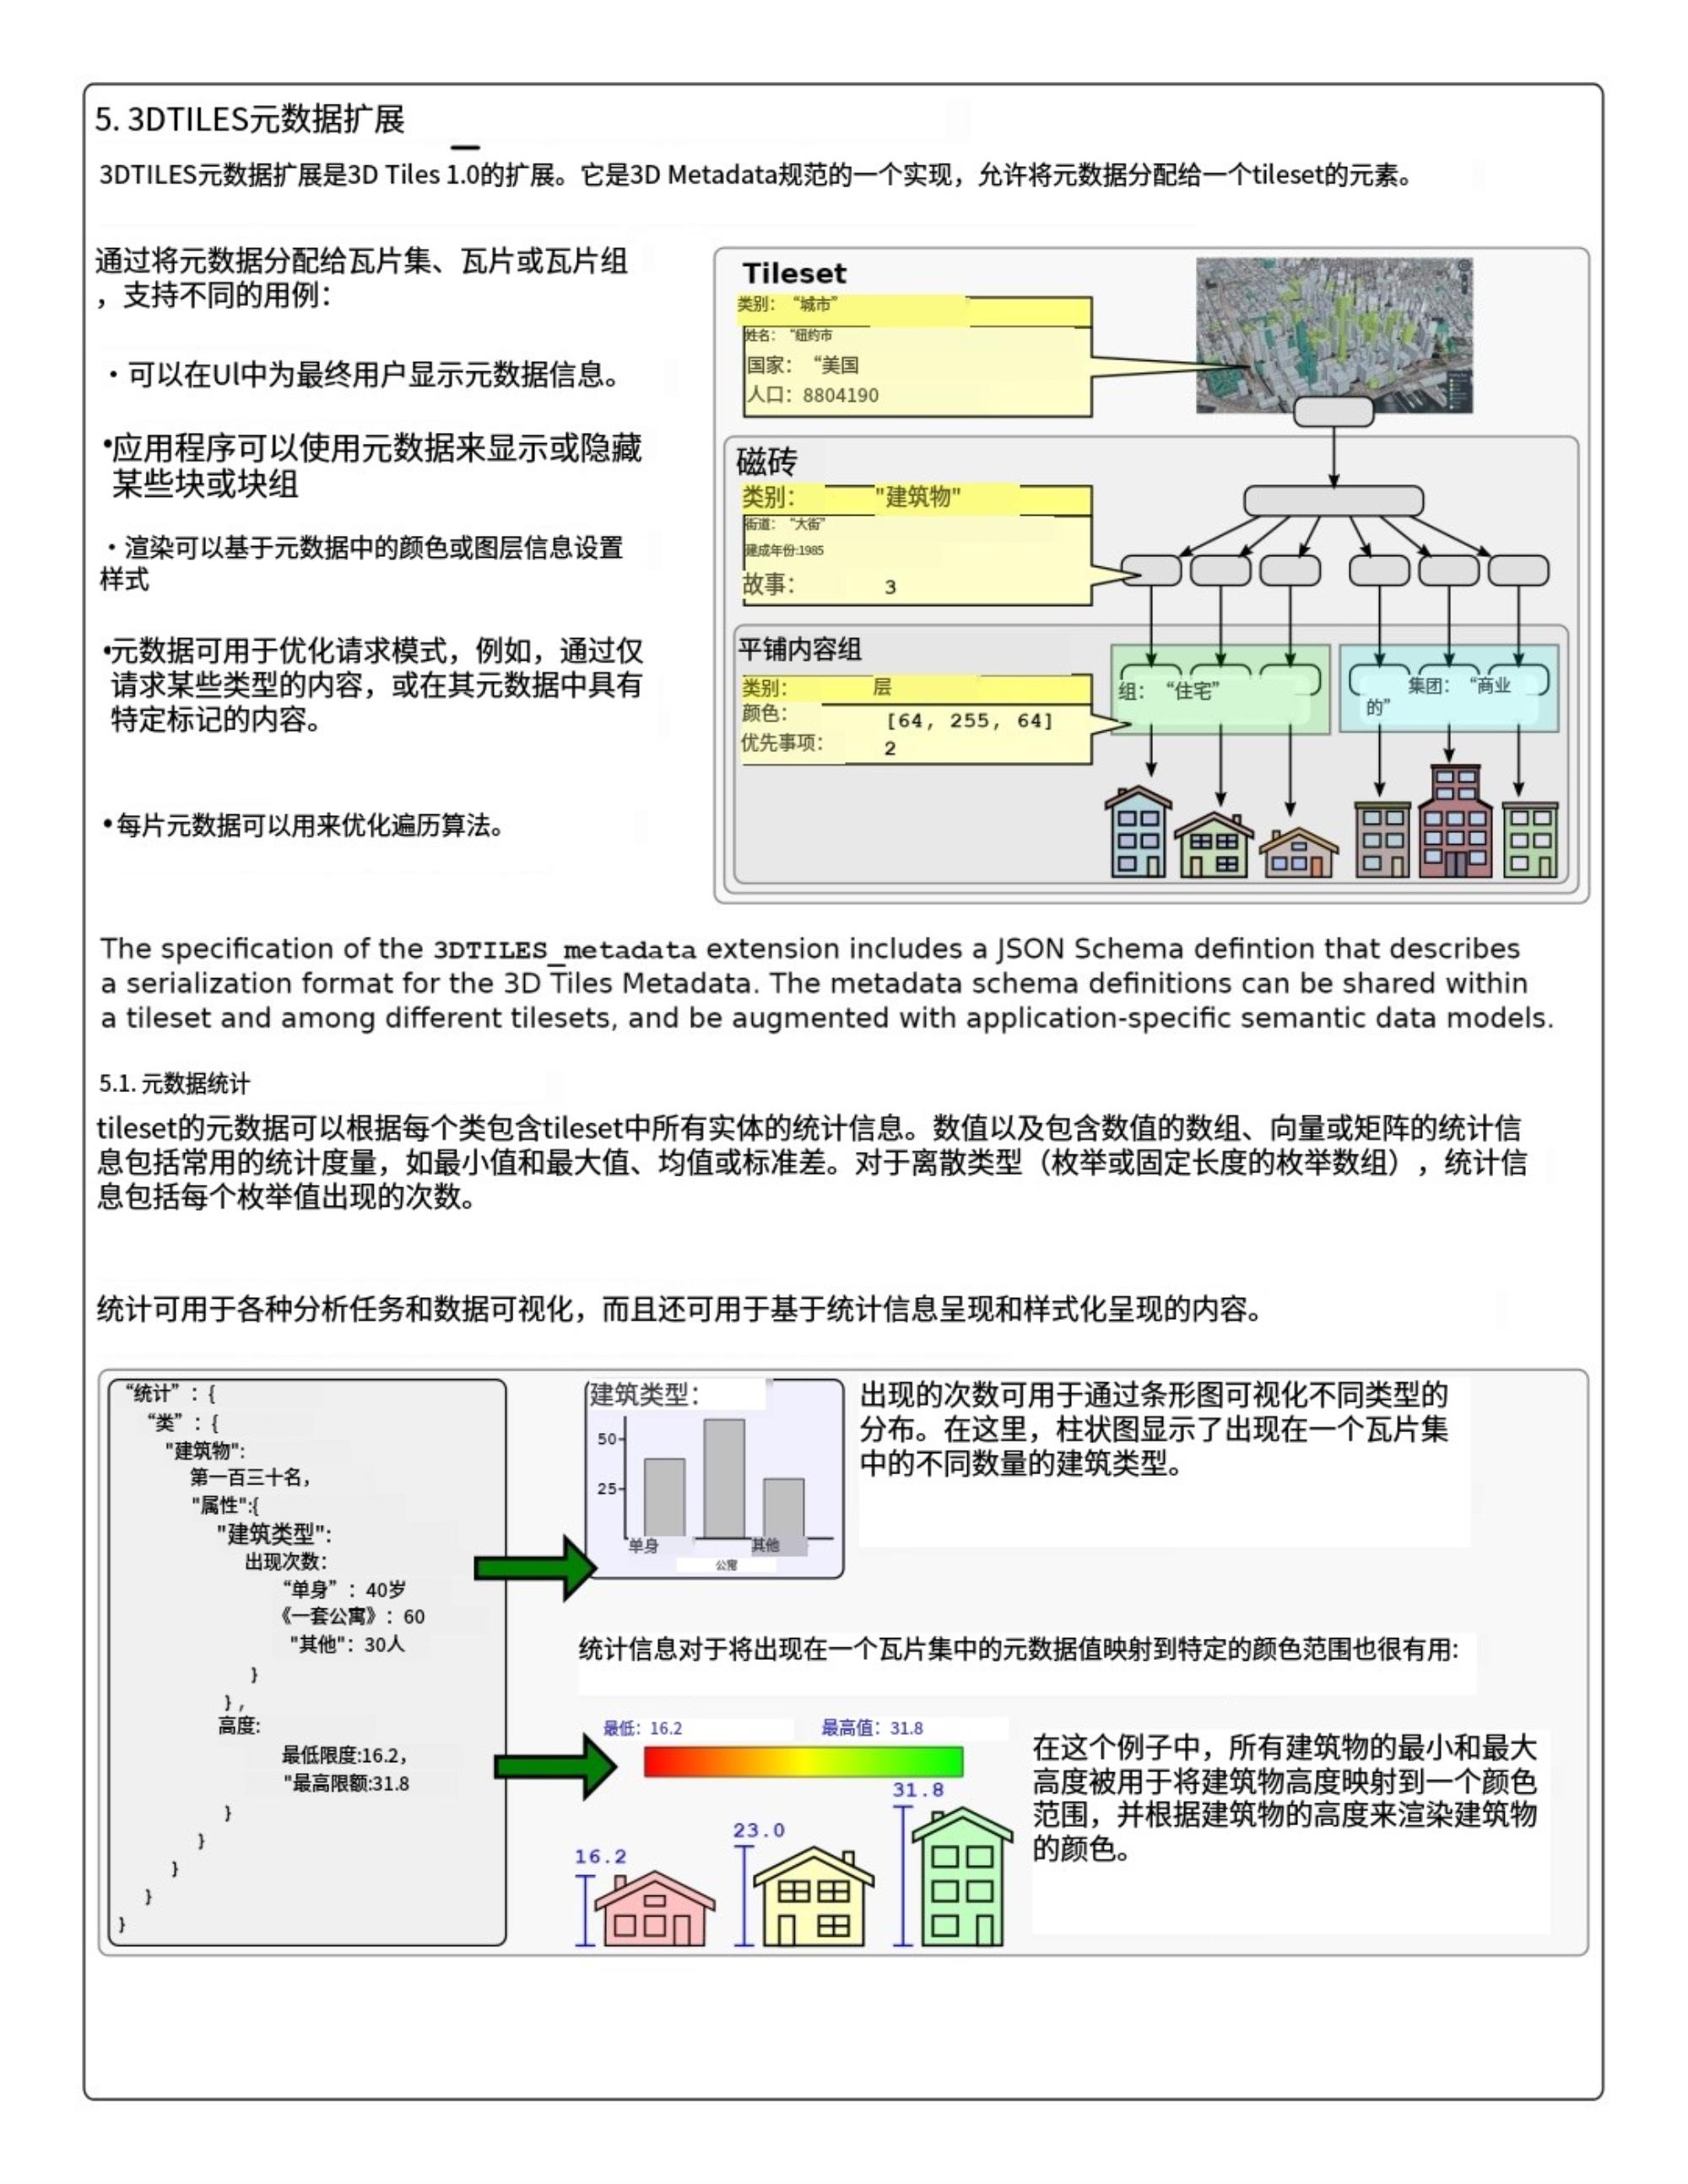 5. 3DTILES元数据扩展
3DTILES元数据扩展是3D Tiles 1.0的扩展。它是3D Metadata规范的一个实现，允许将元数据分配给一个tileset的元素。
通过将元数据分配给瓦片集、瓦片或瓦片组
，支持不同的用例：
・可以在Ul中为最终用户显示元数据信息。
•应用程序可以使用元数据来显示或隐藏
某些块或块组
・渲染可以基于元数据中的颜色或图层信息设置
样式
•元数据可用于优化请求模式，例如，通过仅
请求某些类型的内容，或在其元数据中具有
特定标记的内容。
•每片元数据可以用来优化遍历算法。
Tileset
类别：“城市”
姓名：“纽约市
国家：“美国
人口：8804190
磁砖
类别： "建筑物"
街道：“大街”
建成年份:1985
故事： 3
平铺内容组
类别： 层
颜色： [64, 255, 64]
优先事项： 2
组：“住宅”
集团：“商业
的”
The specification of the 3DTILES_metadata extension includes a JSON Schema defintion that describes
a serialization format for the 3D Tiles Metadata. The metadata schema definitions can be shared within
a tileset and among different tilesets, and be augmented with application-specific semantic data models.
5.1. 元数据统计
tileset的元数据可以根据每个类包含tileset中所有实体的统计信息。数值以及包含数值的数组、向量或矩阵的统计信
息包括常用的统计度量，如最小值和最大值、均值或标准差。对于离散类型（枚举或固定长度的枚举数组），统计信
息包括每个枚举值出现的次数。
统计可用于各种分析任务和数据可视化，而且还可用于基于统计信息呈现和样式化呈现的内容。
“统计”：{
“类”：{
"建筑物":
第一百三十名，
"属性":{
"建筑类型":
出现次数：
“单身”：40岁
《一套公寓》：60
"其他"：30人
}
},
高度:
最低限度:16.2，
"最高限额:31.8
}
}
}
}
}
建筑类型：
50
25
单身
其他
公寓
出现的次数可用于通过条形图可视化不同类型的
分布。在这里，柱状图显示了出现在一个瓦片集
中的不同数量的建筑类型。
统计信息对于将出现在一个瓦片集中的元数据值映射到特定的颜色范围也很有用:
最低：16.2
最高值：31.8
31.8
23.0
16.2
在这个例子中，所有建筑物的最小和最大
高度被用于将建筑物高度映射到一个颜色
范围，并根据建筑物的高度来渲染建筑物
的颜色。